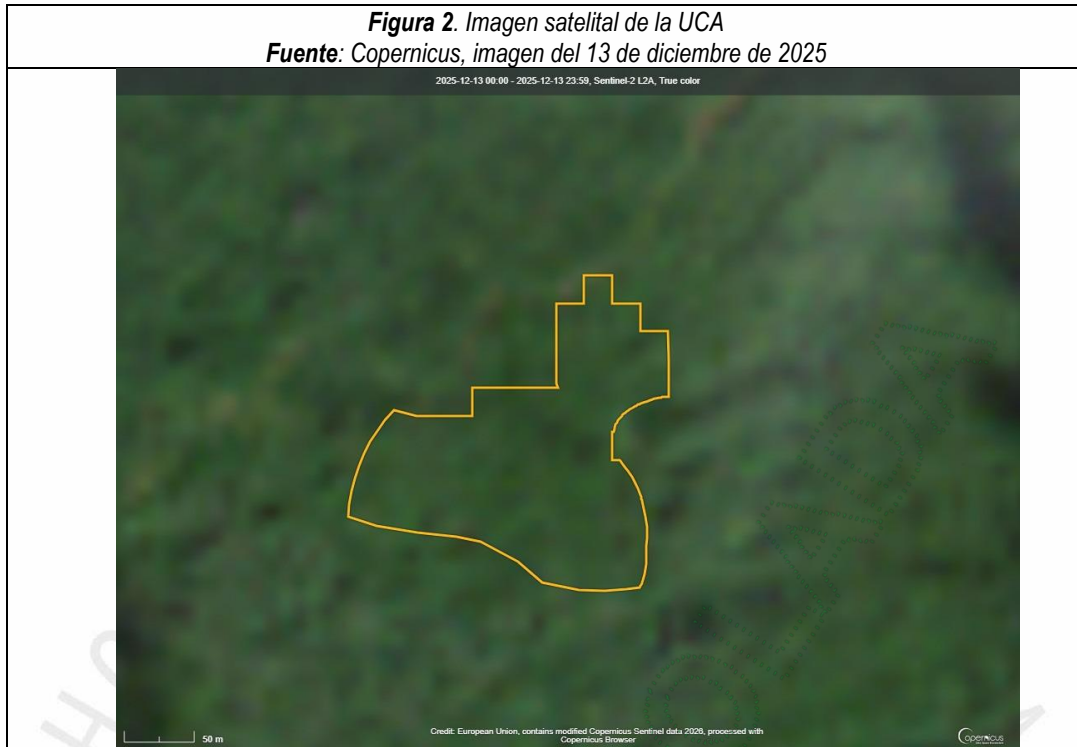 Figura 2. Imagen satelital de la UCA
Fuente: Copernicus, imagen del 13 de diciembre de 2025
2025-12-13 00:00 - 2025-12-13 23:59, Sentinel-2 L2A, True color
50 m
Credit: European Union, contains modified Copernicus Sentinel data 2026, processed with
Copernicus Browser
opernicus